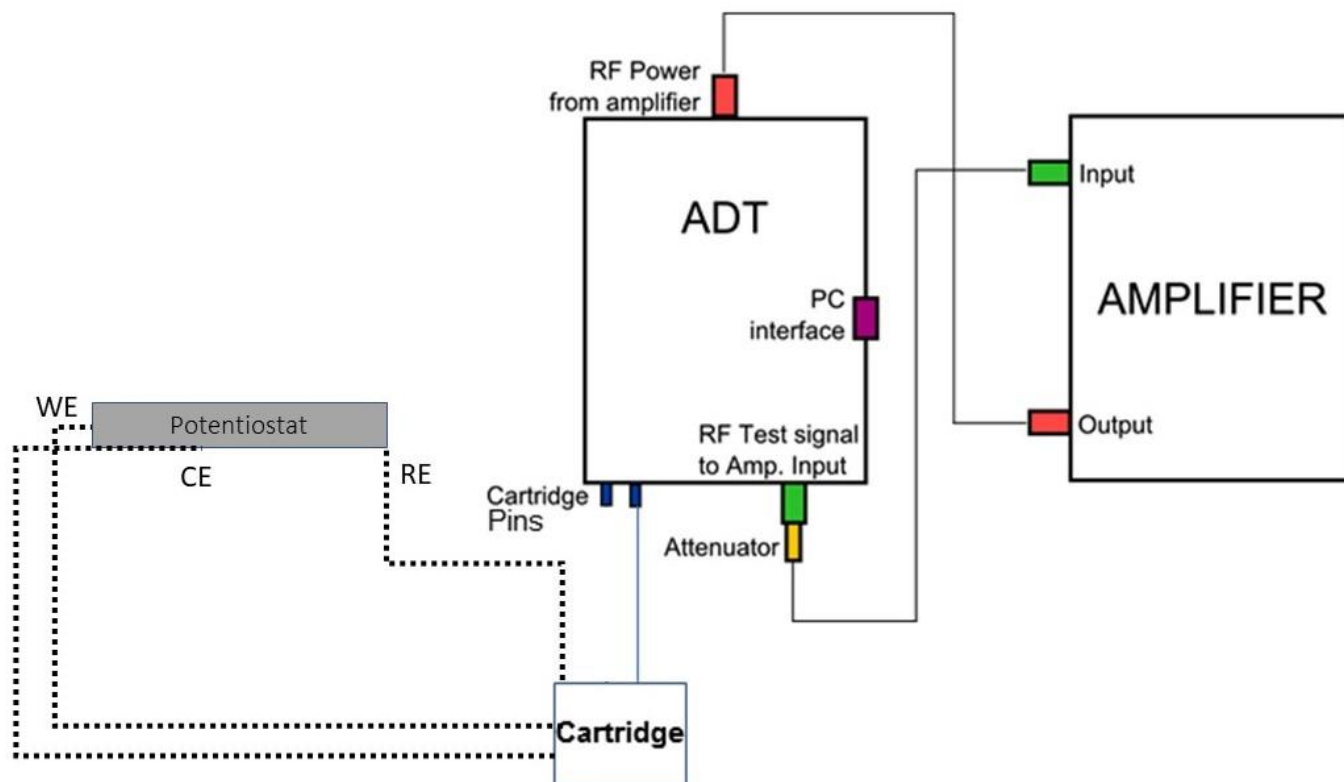 RF Power
from amplifier
ADT
Input
AMPLIFIER
PC
interface
WE
Potentiostat
Output
RF Test signal
to Amp. Input
CE
RE
Cartridge
Pins
Attenuator
Cartridge